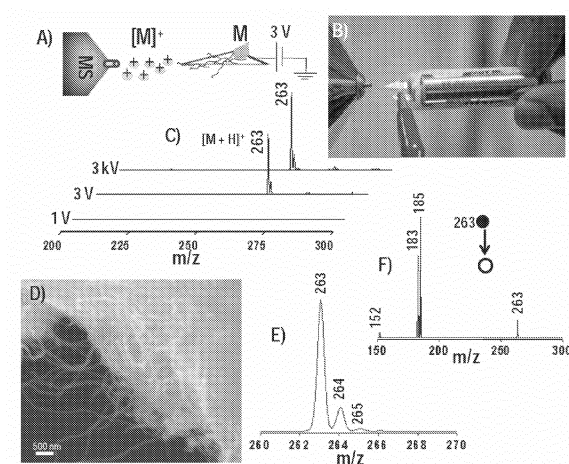 A)
[M]⁺
M
3 V
MS
+ + + + + +
B)
C)
[M + H]⁺
263
263
3 kV
3 V
1 V
200 225 250 275 300
m/z
D)
500 nm
E)
263
264
265
260 262 264 266 268 270
m/z
F)
185
183
152
263
263
150 200 250 300
m/z